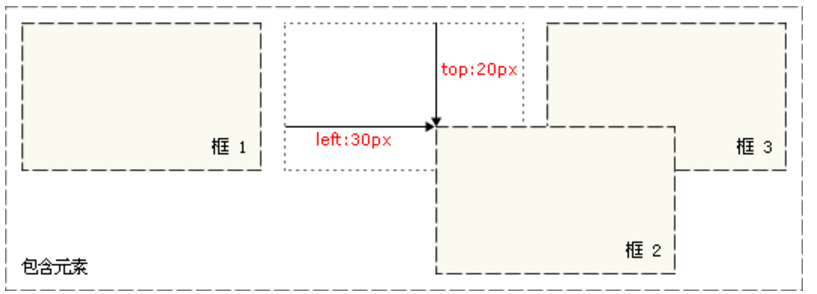 top:20px
left:30px
框 1
框 3
框 2
包含元素